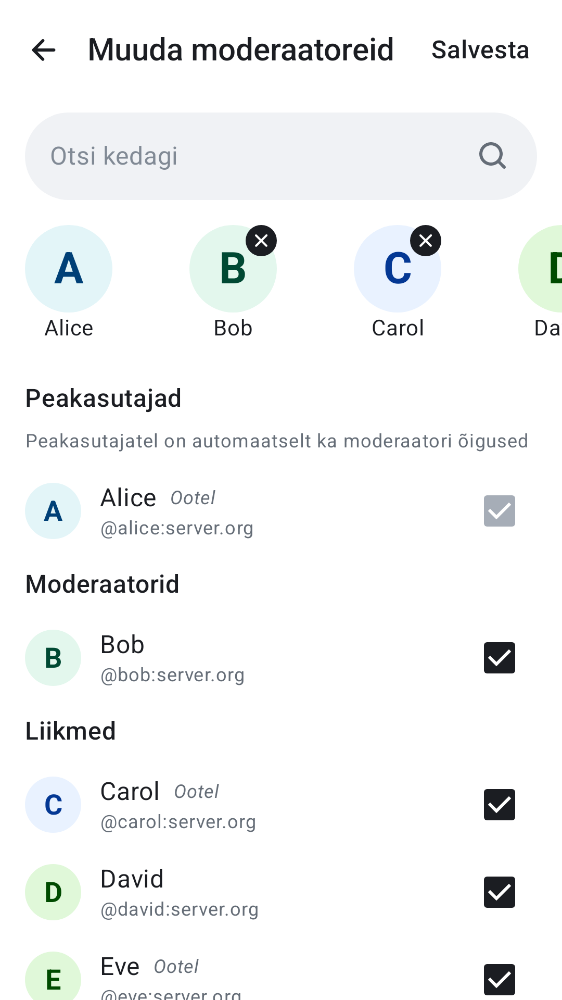 Muuda moderaatoreid Salvesta
Otsi kedagi
A B C D
Alice Bob Carol Da
Peakasutajad
Peakasutajatel on automaatselt ka moderaatori õigused
A Alice Ootel
@alice:server.org
Moderaatorid
B Bob
@bob:server.org
Liikmed
C Carol Ootel
@carol:server.org
D David
@david:server.org
E Eve Ootel
@eve:server.org